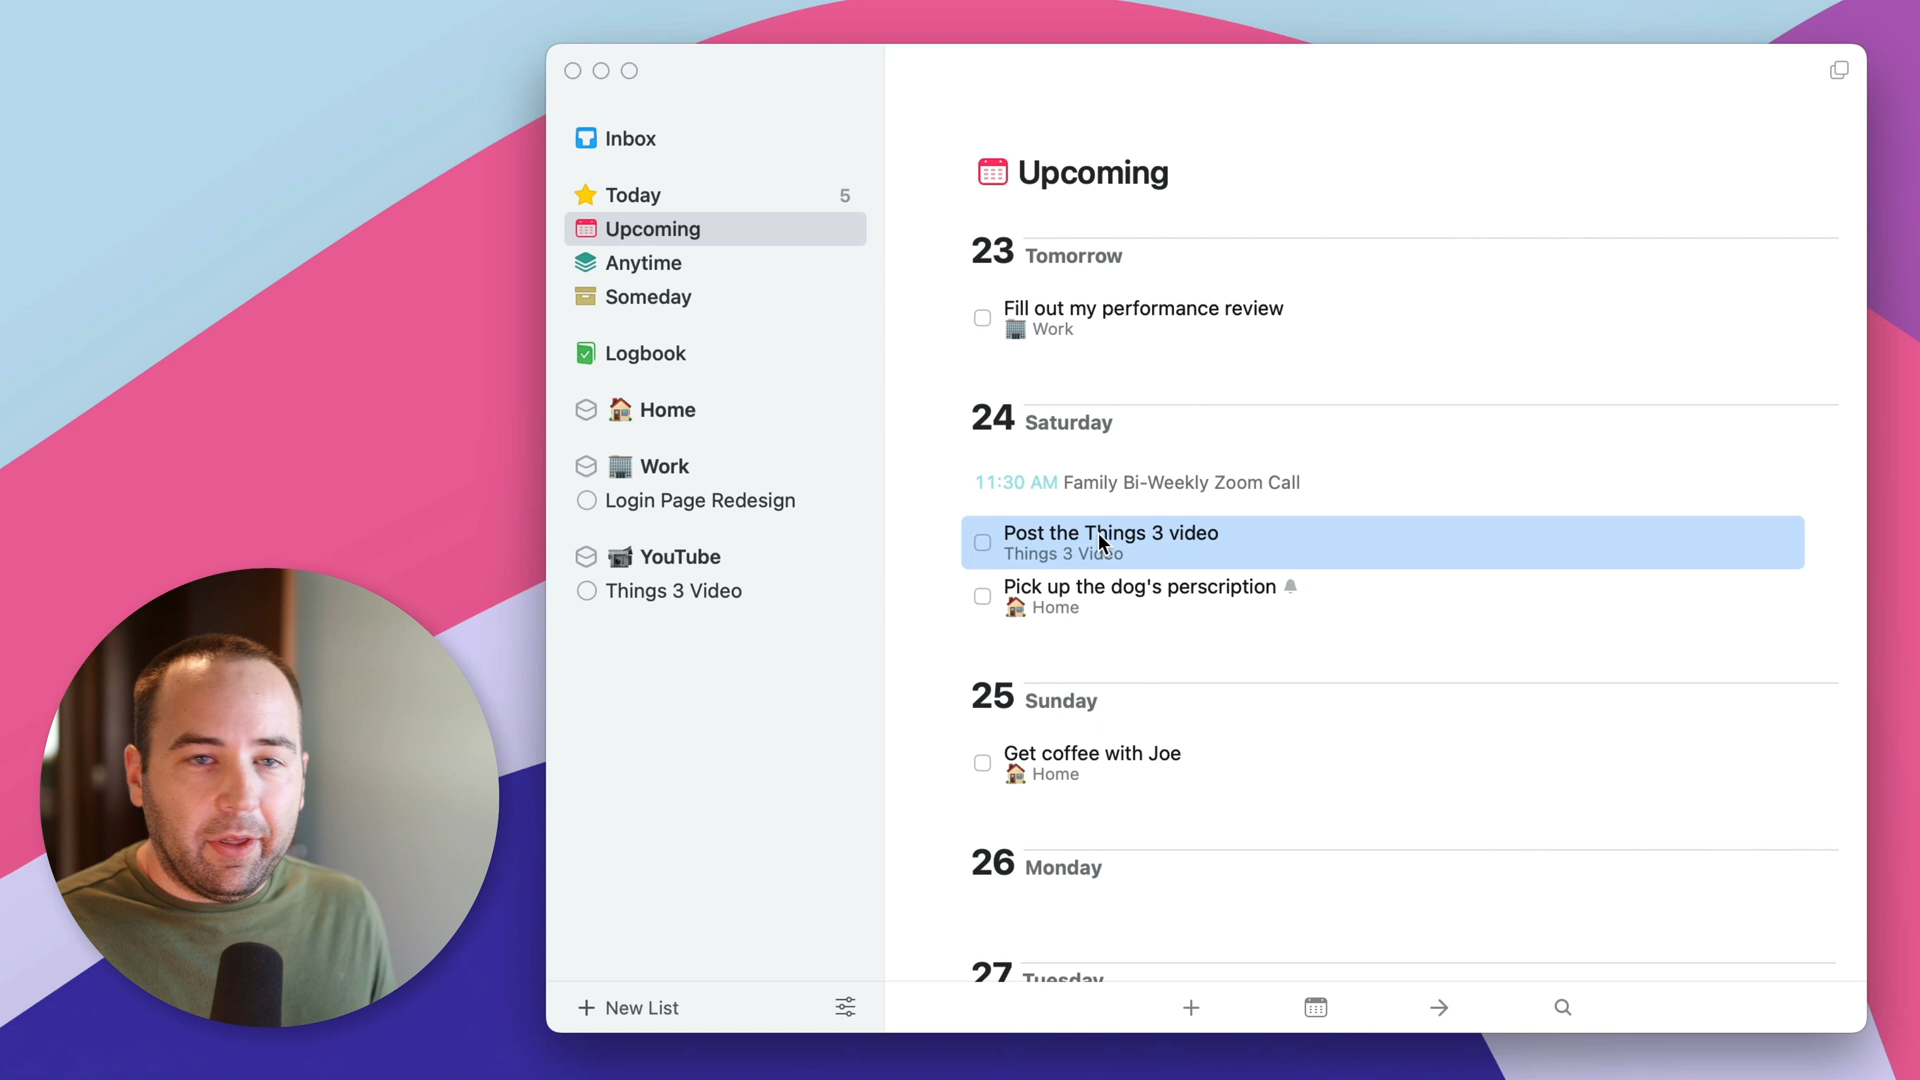 Inbox
Today 5
Upcoming
Anytime
Someday
Logbook
Home
Work
Login Page Redesign
YouTube
Things 3 Video
New List
Upcoming
23 Tomorrow
Fill out my performance review
Work
24 Saturday
11:30 AM Family Bi-Weekly Zoom Call
Post the Things 3 video
Things 3 Video
Pick up the dog's perscription
Home
25 Sunday
Get coffee with Joe
Home
26 Monday
27 Tuesday